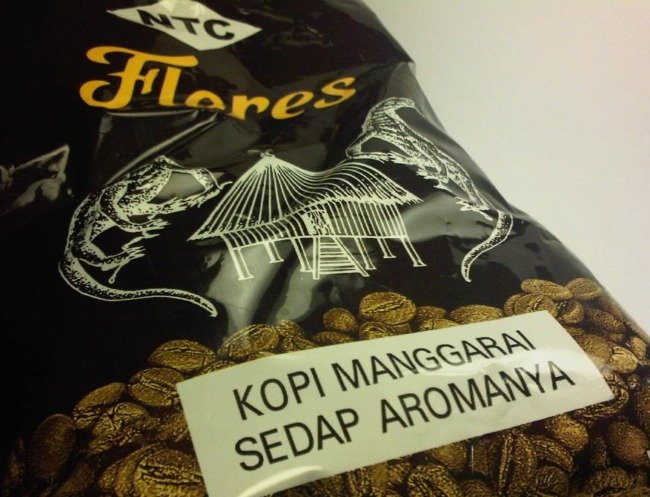 NTC
Flores
KOPI MANGGARAI
SEDAP AROMANYA